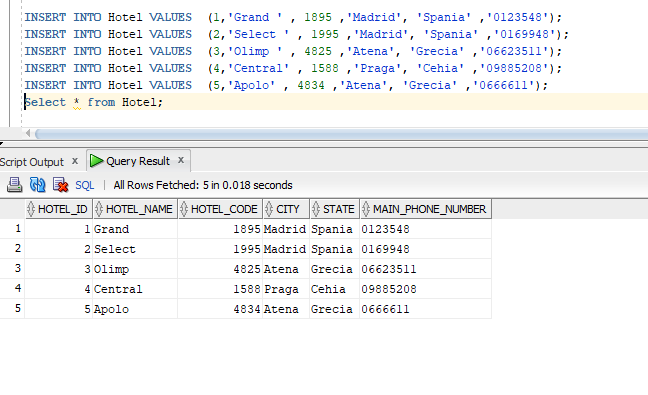 INSERT INTO Hotel VALUES  (1,'Grand ' , 1895 ,'Madrid', 'Spania' ,'0123548');
INSERT INTO Hotel VALUES  (2,'Select ' , 1995 ,'Madrid', 'Spania' ,'0169948');
INSERT INTO Hotel VALUES  (3,'Olimp ' , 4825 ,'Atena', 'Grecia' ,'06623511');
INSERT INTO Hotel VALUES  (4,'Central' , 1588 ,'Praga', 'Cehia' ,'09885208');
INSERT INTO Hotel VALUES  (5,'Apolo' , 4834 ,'Atena', 'Grecia' ,'0666611');
Select * from Hotel;
Script Output x Query Result x
SQL | All Rows Fetched: 5 in 0.018 seconds
HOTEL_ID HOTEL_NAME HOTEL_CODE CITY STATE MAIN_PHONE_NUMBER
1 1 Grand 1895 Madrid Spania 0123548
2 2 Select 1995 Madrid Spania 0169948
3 3 Olimp 4825 Atena Grecia 06623511
4 4 Central 1588 Praga Cehia 09885208
5 5 Apolo 4834 Atena Grecia 0666611